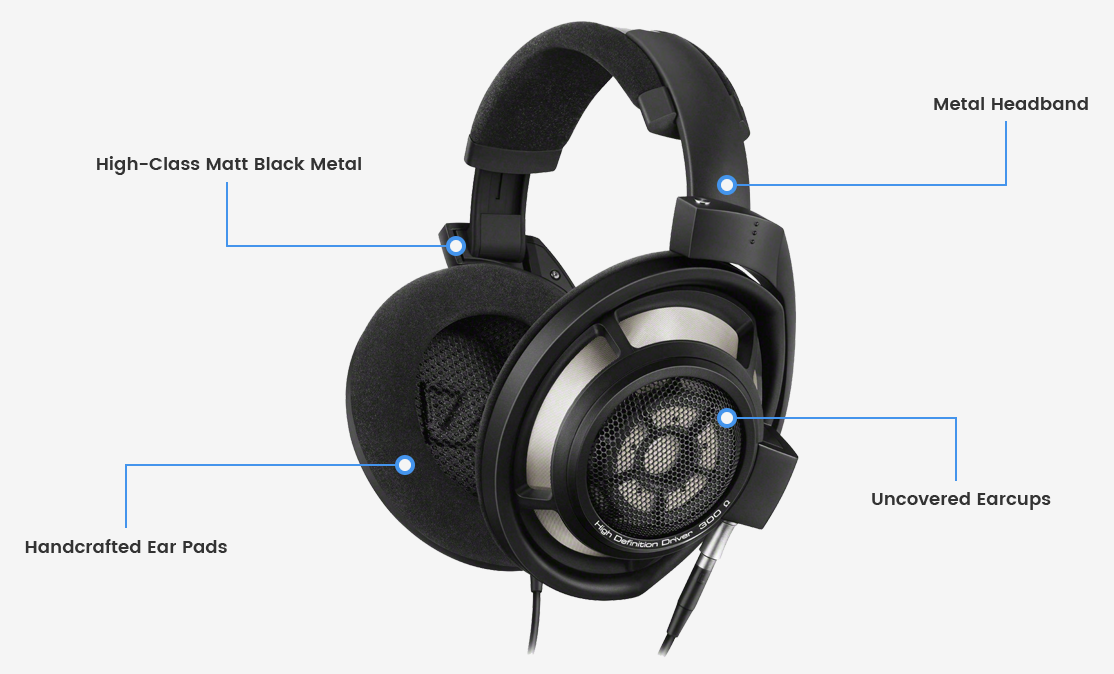 Metal Headband
High-Class Matt Black Metal
Uncovered Earcups
High Definition Driver 300 Ω
Handcrafted Ear Pads